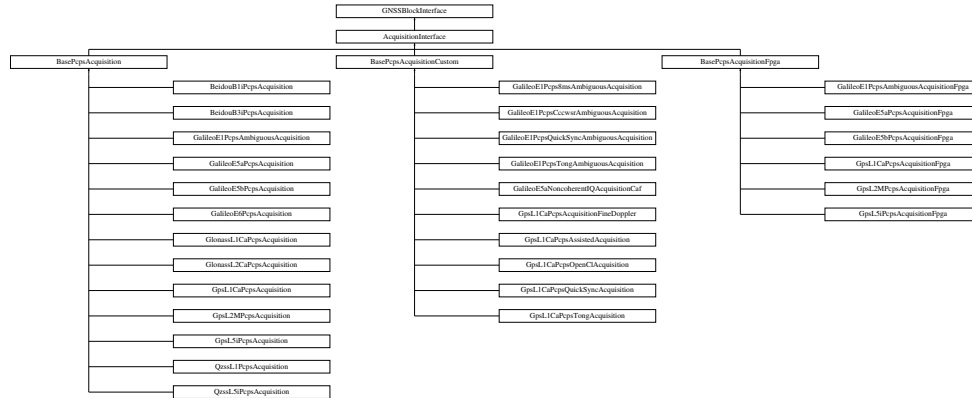 GNSSBlockInterface
AcquisitionInterface
BasePcpsAcquisition
BasePcpsAcquisitionCustom
BasePcpsAcquisitionFpga
BeidouB1iPcpsAcquisition
BeidouB3iPcpsAcquisition
GalileoE1PcpsAmbiguousAcquisition
GalileoE5aPcpsAcquisition
GalileoE5bPcpsAcquisition
GalileoE6PcpsAcquisition
GlonassL1CaPcpsAcquisition
GlonassL2CaPcpsAcquisition
GpsL1CaPcpsAcquisition
GpsL2MPcpsAcquisition
GpsL5iPcpsAcquisition
QzssL1PcpsAcquisition
QzssL5iPcpsAcquisition
GalileoE1Pcps8msAmbiguousAcquisition
GalileoE1PcpsCccwsrAmbiguousAcquisition
GalileoE1PcpsQuickSyncAmbiguousAcquisition
GalileoE1PcpsTongAmbiguousAcquisition
GalileoE5aNoncoherentIQAcquisitionCaf
GpsL1CaPcpsAcquisitionFineDoppler
GpsL1CaPcpsAssistedAcquisition
GpsL1CaPcpsOpenClAcquisition
GpsL1CaPcpsQuickSyncAcquisition
GpsL1CaPcpsTongAcquisition
GalileoE1PcpsAmbiguousAcquisitionFpga
GalileoE5aPcpsAcquisitionFpga
GalileoE5bPcpsAcquisitionFpga
GpsL1CaPcpsAcquisitionFpga
GpsL2MPcpsAcquisitionFpga
GpsL5iPcpsAcquisitionFpga